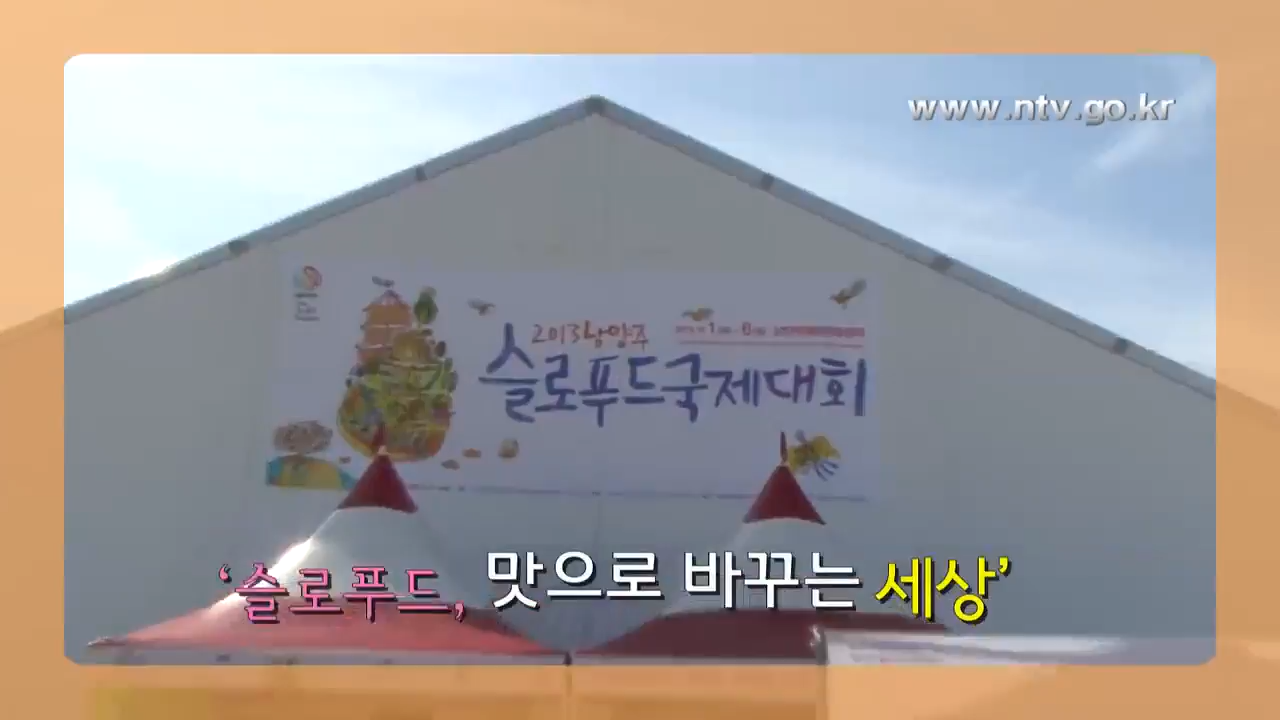 www.ntv.go.kr
2013남양주
슬로푸드국제대회
‘슬로푸드, 맛으로 바꾸는 세상’